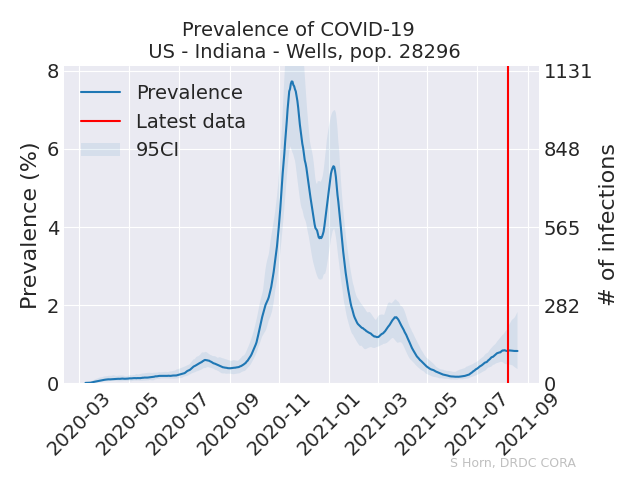 Prevalence of COVID-19
US - Indiana - Wells, pop. 28296
Prevalence
Latest data
95CI
Prevalence (%)
8
6
4
2
0
1131
848
565
282
0
# of infections
2020-03
2020-05
2020-07
2020-09
2020-11
2021-01
2021-03
2021-05
2021-07
2021-09
S Horn, DRDC CORA